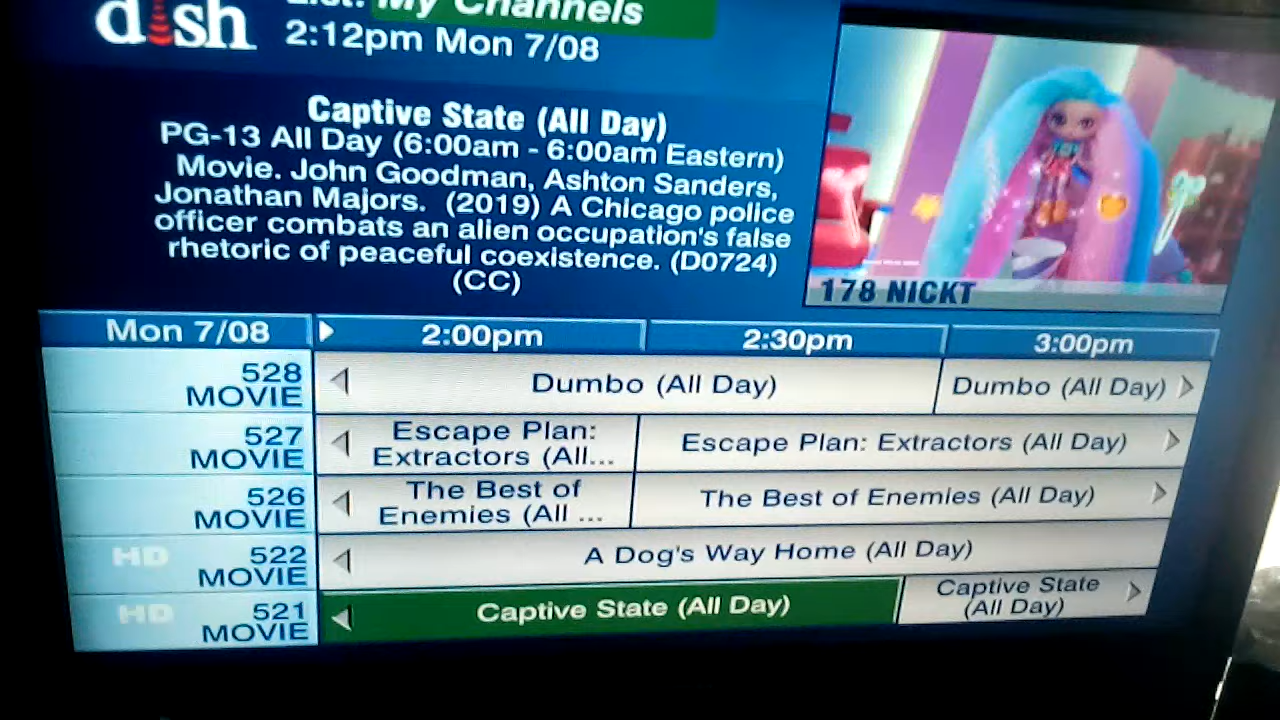 List: My Channels
dish
2:12pm Mon 7/08
Captive State (All Day)
PG-13 All Day (6:00am - 6:00am Eastern)
Movie. John Goodman, Ashton Sanders,
Jonathan Majors. (2019) A Chicago police
officer combats an alien occupation's false
rhetoric of peaceful coexistence. (D0724)
(CC)
178 NICKT
Mon 7/08 2:00pm 2:30pm 3:00pm
528
MOVIE
Dumbo (All Day)
Dumbo (All Day)
527
MOVIE
Escape Plan:
Extractors (All...
Escape Plan: Extractors (All Day)
526
MOVIE
The Best of
Enemies (All ...
The Best of Enemies (All Day)
HD 522
MOVIE
A Dog's Way Home (All Day)
HD 521
MOVIE
Captive State (All Day)
Captive State
(All Day)